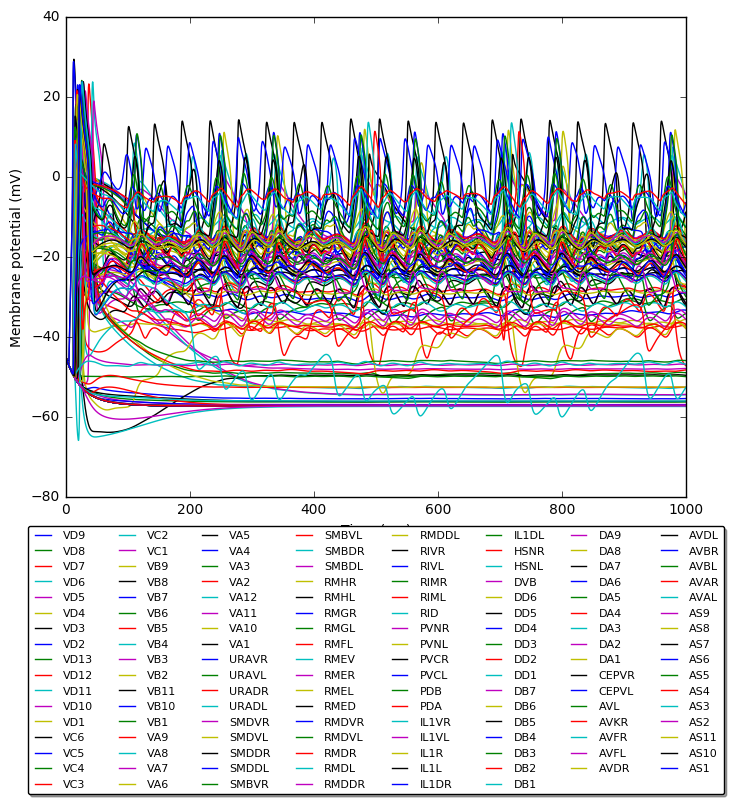 40
20
0
−20
−40
−60
−80
Membrane potential (mV)
0 200 400 600 800 1000
VD9
VD8
VD7
VD6
VD5
VD4
VD3
VD2
VD13
VD12
VD11
VD10
VD1
VC6
VC5
VC4
VC3
VC2
VC1
VB9
VB8
VB7
VB6
VB5
VB4
VB3
VB2
VB11
VB10
VB1
VA9
VA8
VA7
VA6
VA5
VA4
VA3
VA2
VA12
VA11
VA10
VA1
URAVR
URAVL
URADR
URADL
SMDVR
SMDVL
SMDDR
SMDDL
SMBVR
SMBVL
SMBDR
SMBDL
RMHR
RMHL
RMGR
RMGL
RMFL
RMEV
RMER
RMEL
RMED
RMDVR
RMDVL
RMDR
RMDL
RMDDR
RMDDL
RIVR
RIVL
RIMR
RIML
RID
PVNR
PVNL
PVCR
PVCL
PDB
PDA
IL1VR
IL1VL
IL1R
IL1L
IL1DR
IL1DL
HSNR
HSNL
DVB
DD6
DD5
DD4
DD3
DD2
DD1
DB7
DB6
DB5
DB4
DB3
DB2
DB1
DA9
DA8
DA7
DA6
DA5
DA4
DA3
DA2
DA1
CEPVR
CEPVL
AVL
AVKR
AVFR
AVFL
AVDR
AVDL
AVBR
AVBL
AVAR
AVAL
AS9
AS8
AS7
AS6
AS5
AS4
AS3
AS2
AS11
AS10
AS1